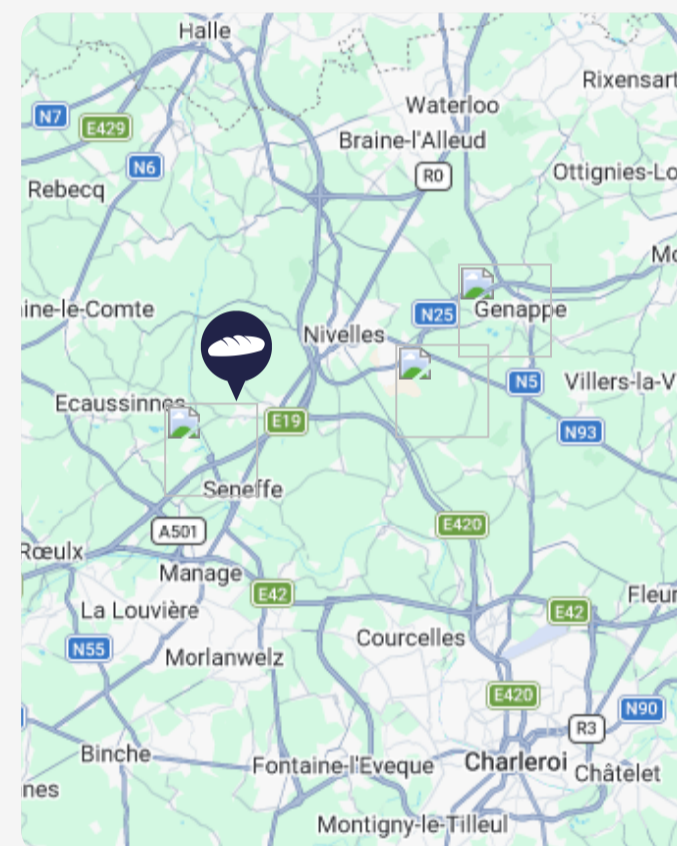 Halle
Rixensart
N7
Waterloo
E429
Braine-l'Alleud
N6
R0
Ottignies-Lo
Rebecq
Mo
ine-le-Comte
N25
Genappe
Nivelles
N5
Villers-la-V
Ecaussinnes
E19
N93
Seneffe
E420
A501
Rœulx
Manage
E42
Fleur
La Louvière
E42
Courcelles
N55
Morlanwelz
E420
N90
R3
Binche
Fontaine-l'Eveque
Charleroi
Châtelet
nes
Montigny-le-Tilleul